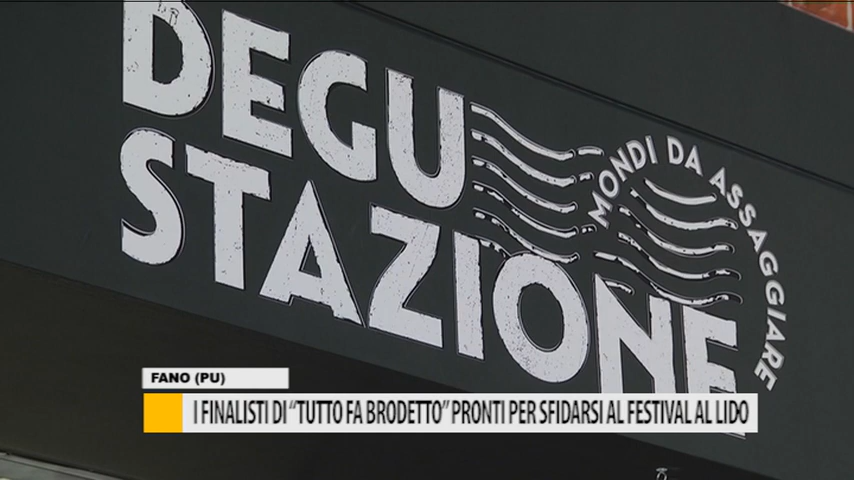 DEGU
STAZIONE
MONDI DA ASSAGGIARE
FANO (PU)
I FINALISTI DI “TUTTO FA BRODETTO” PRONTI PER SFIDARSI AL FESTIVAL AL LIDO